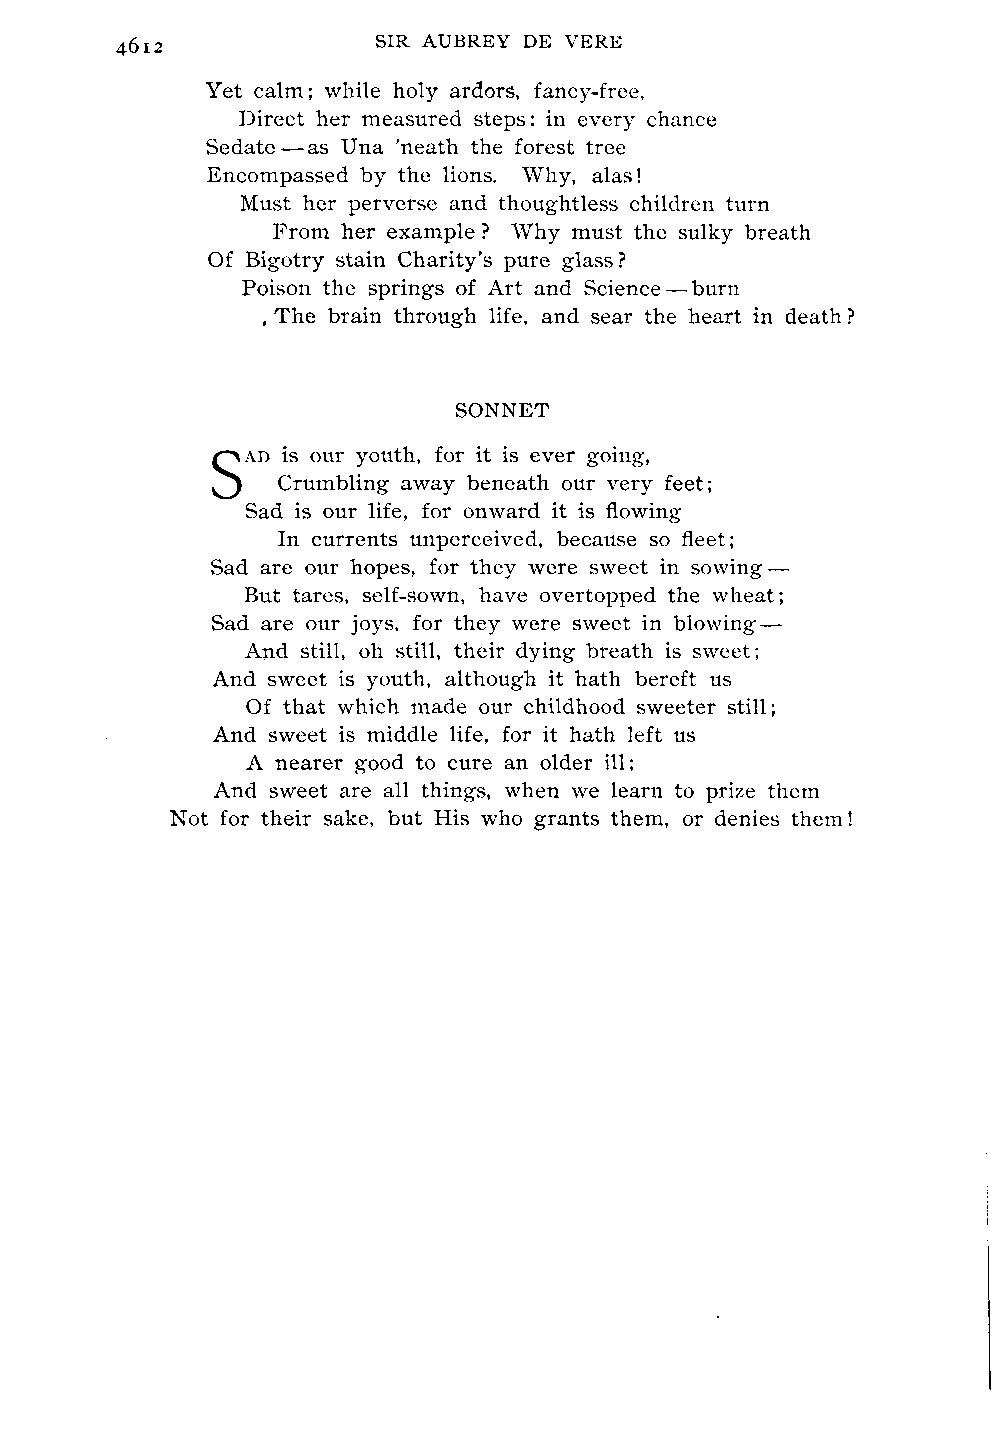 4612 SIR AUBREY DE VERE
Yet calm; while holy ardors, fancy-free,
Direct her measured steps: in every chance
Sedate — as Una 'neath the forest tree
Encompassed by the lions. Why, alas!
Must her perverse and thoughtless children turn
From her example? Why must the sulky breath
Of Bigotry stain Charity's pure glass?
Poison the springs of Art and Science — burn
The brain through life, and sear the heart in death?
SONNET
SAD is our youth, for it is ever going,
Crumbling away beneath our very feet;
Sad is our life, for onward it is flowing
In currents unperceived, because so fleet;
Sad are our hopes, for they were sweet in sowing —
But tares, self-sown, have overtopped the wheat;
Sad are our joys, for they were sweet in blowing —
And still, oh still, their dying breath is sweet;
And sweet is youth, although it hath bereft us
Of that which made our childhood sweeter still;
And sweet is middle life, for it hath left us
A nearer good to cure an older ill;
And sweet are all things, when we learn to prize them
Not for their sake, but His who grants them, or denies them!